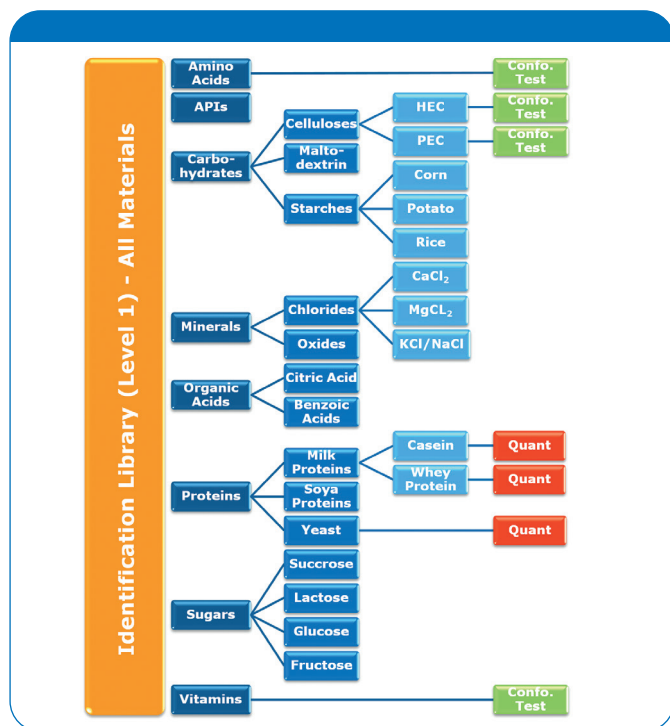 Identification Library (Level 1) - All Materials
Amino
Acids
Confo.
Test
APIs
Carbo-
hydrates
Celluloses
HEC
Confo.
Test
PEC
Confo.
Test
Malto-
dextrin
Starches
Corn
Potato
Rice
Minerals
Chlorides
CaCl₂
MgCL₂
KCl/NaCl
Oxides
Organic
Acids
Citric Acid
Benzoic
Acids
Proteins
Milk
Proteins
Casein
Quant
Whey
Protein
Quant
Soya
Proteins
Yeast
Quant
Sugars
Succrose
Lactose
Glucose
Fructose
Vitamins
Confo.
Test